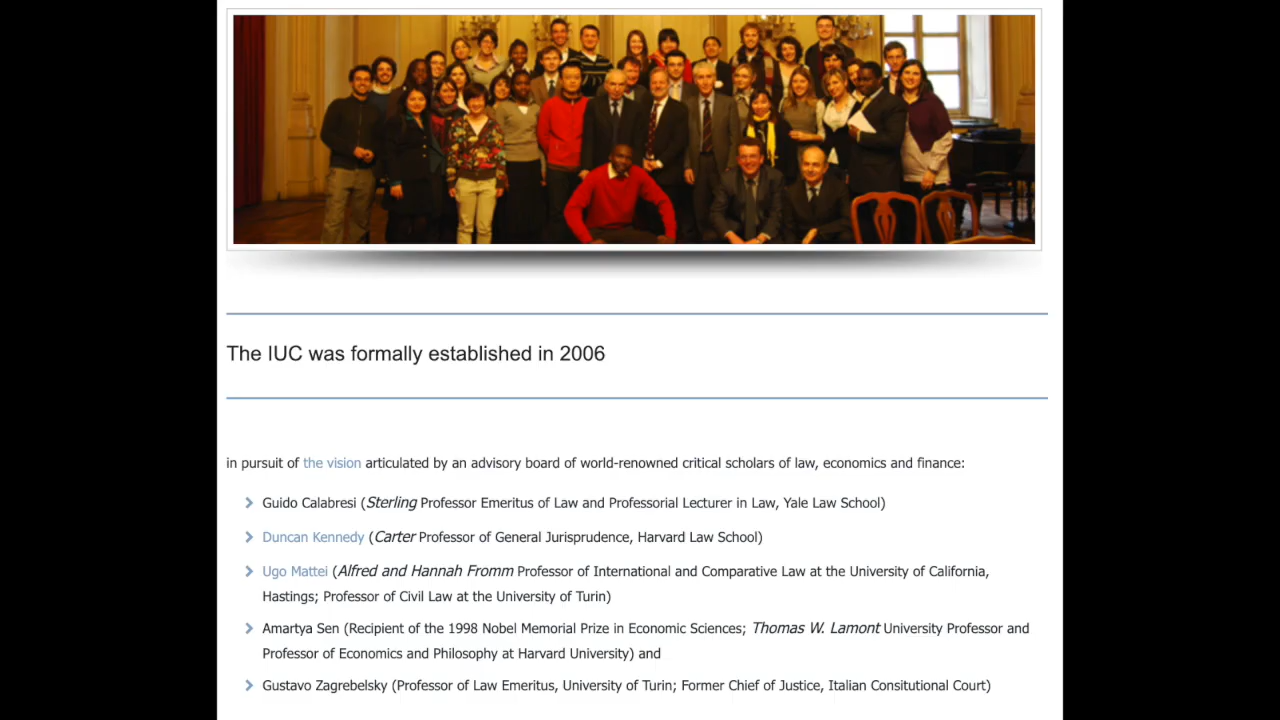 The IUC was formally established in 2006
in pursuit of the vision articulated by an advisory board of world-renowned critical scholars of law, economics and finance:
Guido Calabresi (Sterling Professor Emeritus of Law and Professorial Lecturer in Law, Yale Law School)
Duncan Kennedy (Carter Professor of General Jurisprudence, Harvard Law School)
Ugo Mattei (Alfred and Hannah Fromm Professor of International and Comparative Law at the University of California,
Hastings; Professor of Civil Law at the University of Turin)
Amartya Sen (Recipient of the 1998 Nobel Memorial Prize in Economic Sciences; Thomas W. Lamont University Professor and
Professor of Economics and Philosophy at Harvard University) and
Gustavo Zagrebelsky (Professor of Law Emeritus, University of Turin; Former Chief of Justice, Italian Consitutional Court)